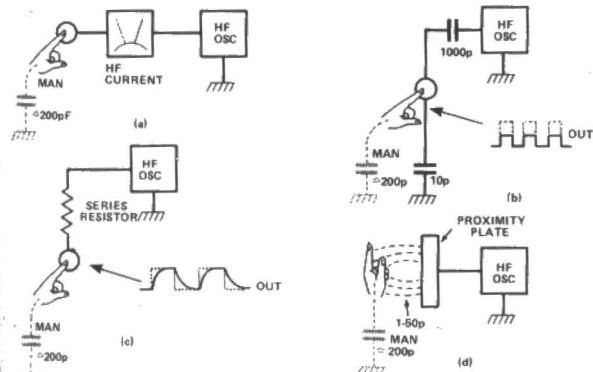 HF
OSC
HF
CURRENT
MAN
△200pF
(a)
1000p
HF
OSC
OUT
MAN
△200p
10p
(b)
HF
OSC
SERIES
RESISTOR
OUT
MAN
△200p
(c)
PROXIMITY
PLATE
HF
OSC
1-50p
MAN
200p
(d)